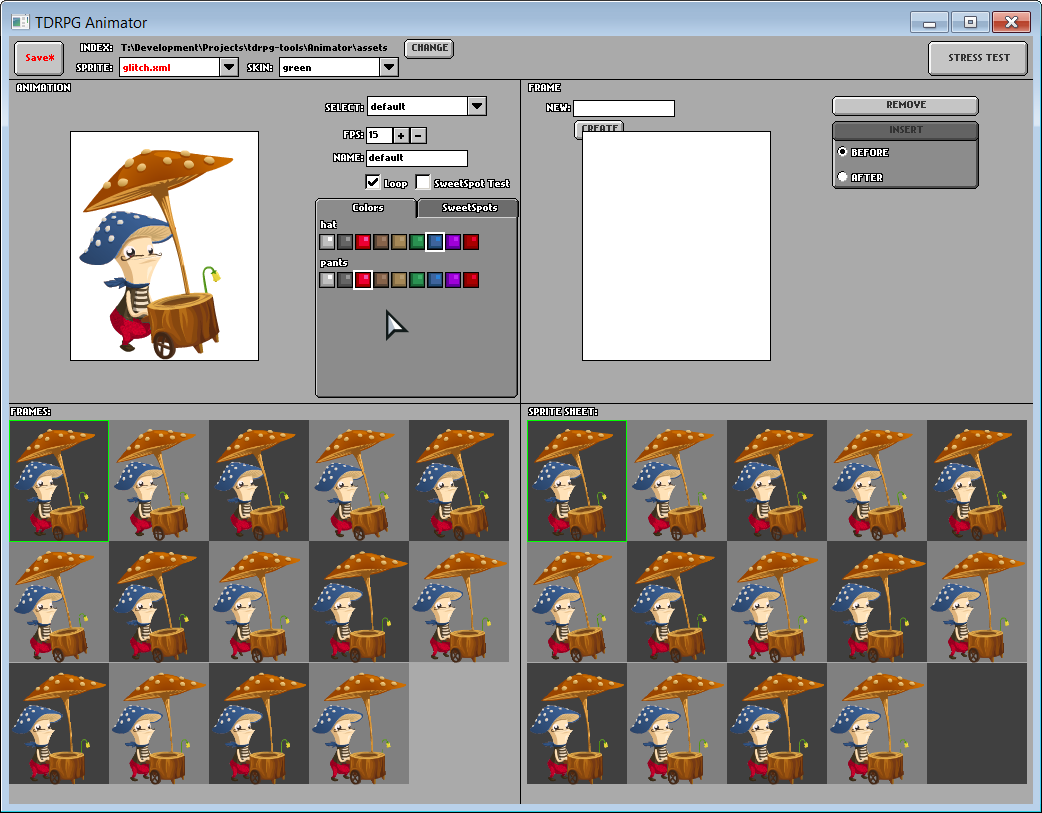 TDRPG Animator
Save*
INDEX: T:\Development\Projects\tdrpg-tools\Animator\assets
CHANGE
SPRITE: glitch.xml
SKIN: green
STRESS TEST
ANIMATION
SELECT: default
FPS: 15 + -
NAME: default
Loop
SweetSpot Test
Colors
SweetSpots
hat
pants
FRAME
NEW:
CREATE
REMOVE
INSERT
BEFORE
AFTER
FRAMES:
SPRITE SHEET: